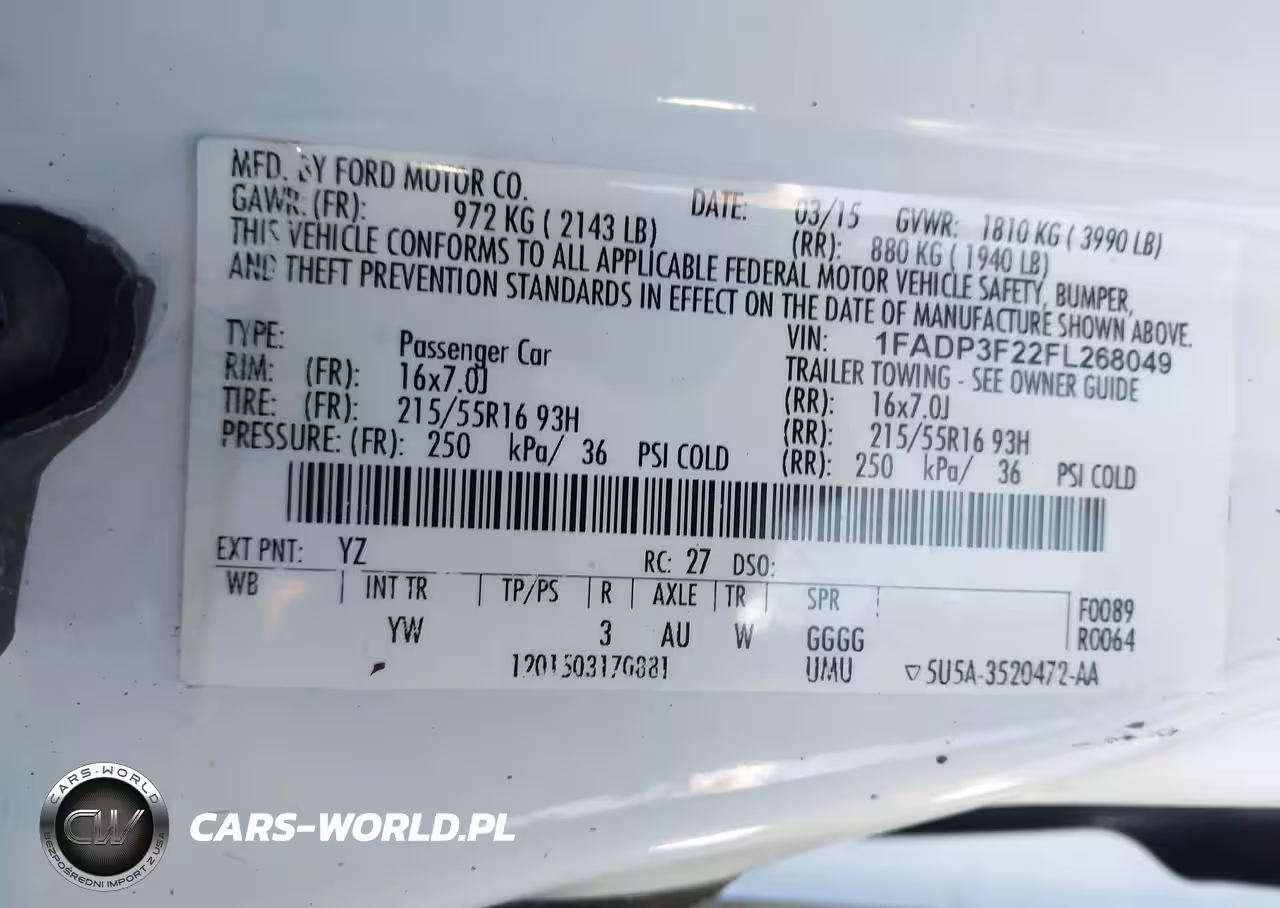 MFD. BY FORD MOTOR CO. DATE: 03/15 GVWR: 1810 KG ( 3990 LB)
GAWR: (FR): 972 KG ( 2143 LB) (RR): 880 KG ( 1940 LB)
THIS VEHICLE CONFORMS TO ALL APPLICABLE FEDERAL MOTOR VEHICLE SAFETY, BUMPER,
AND THEFT PREVENTION STANDARDS IN EFFECT ON THE DATE OF MANUFACTURE SHOWN ABOVE.
VIN: 1FADP3F22FL268049
TYPE: Passenger Car TRAILER TOWING - SEE OWNER GUIDE
RIM: (FR): 16x7.0J (RR): 16x7.0J
TIRE: (FR): 215/55R16 93H (RR): 215/55R16 93H
PRESSURE: (FR): 250 kPa/ 36 PSI COLD (RR): 250 kPa/ 36 PSI COLD
EXT PNT: YZ RC: 27 DSO:
WB INT TR TP/PS R AXLE TR SPR F0089
YW 3 AU W GGGG R0064
UMU ▽5U5A-3520472-AA
CARS-WORLD
CW
BEZPOŚREDNI IMPORT Z USA
CARS-WORLD.PL